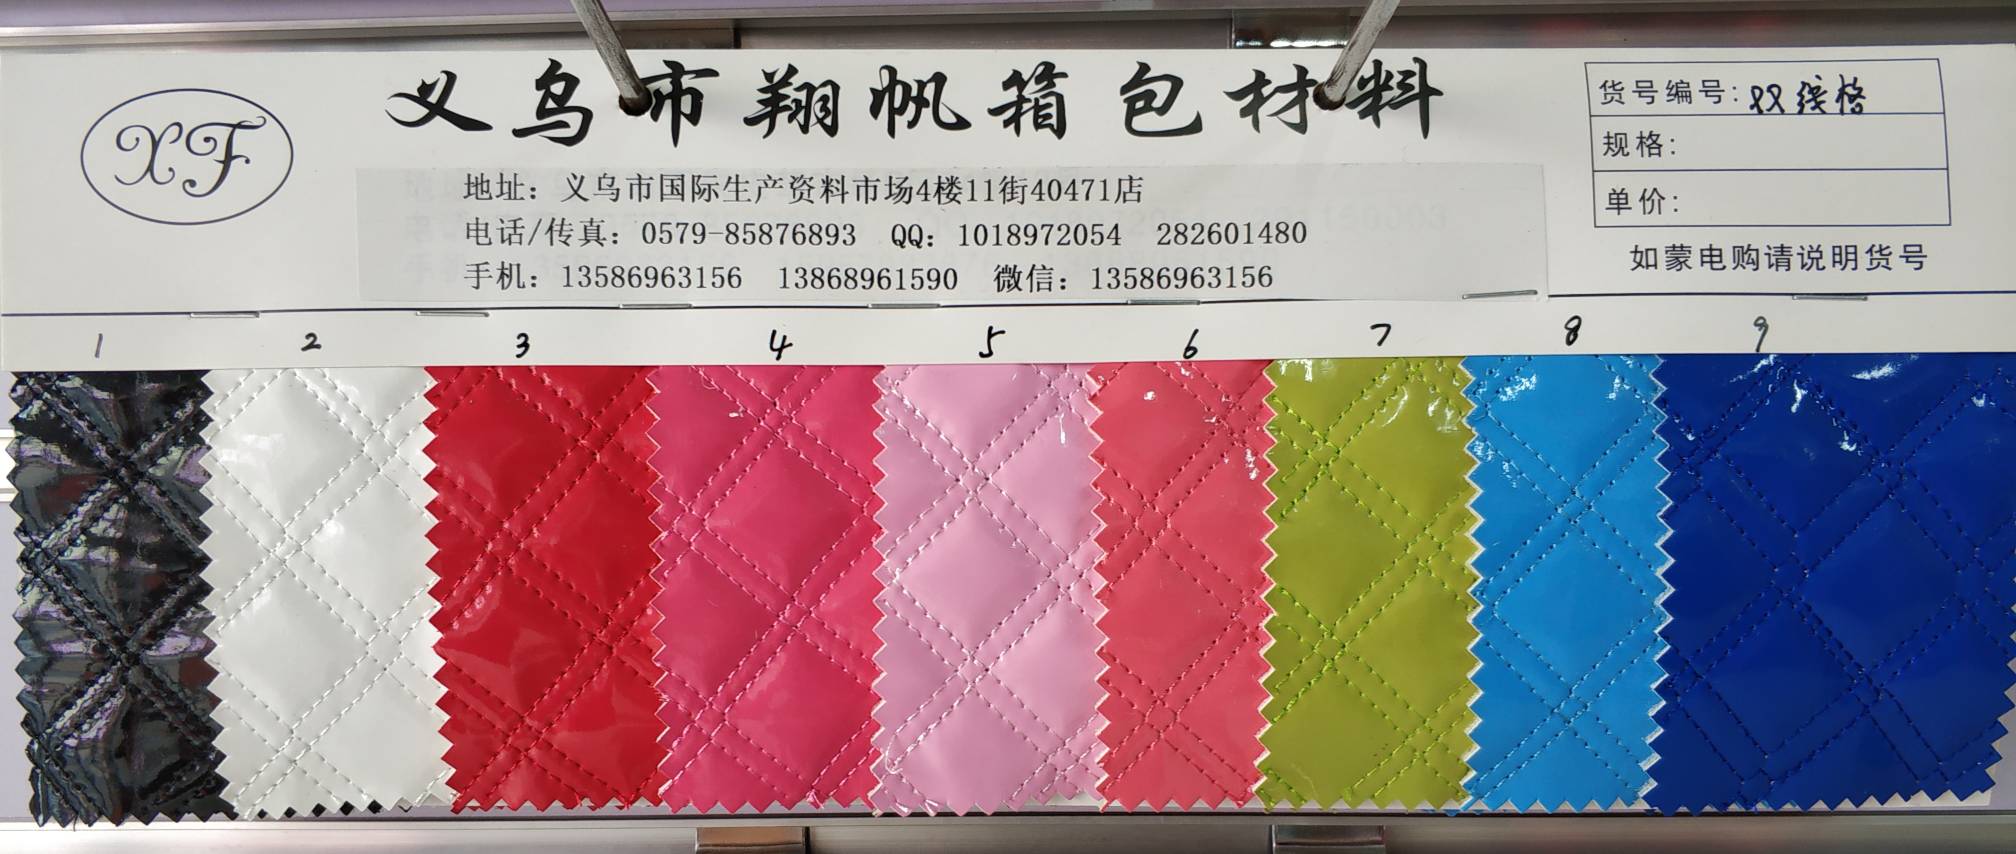 XF
义乌市翔帆箱包材料
地址：义乌市国际生产资料市场4楼11街40471店
电话/传真：0579-85876893 QQ：1018972054 282601480
手机：13586963156 13868961590 微信：13586963156
货号编号：双线格
规格：
单价：
如蒙电购请说明货号
1 2 3 4 5 6 7 8 9